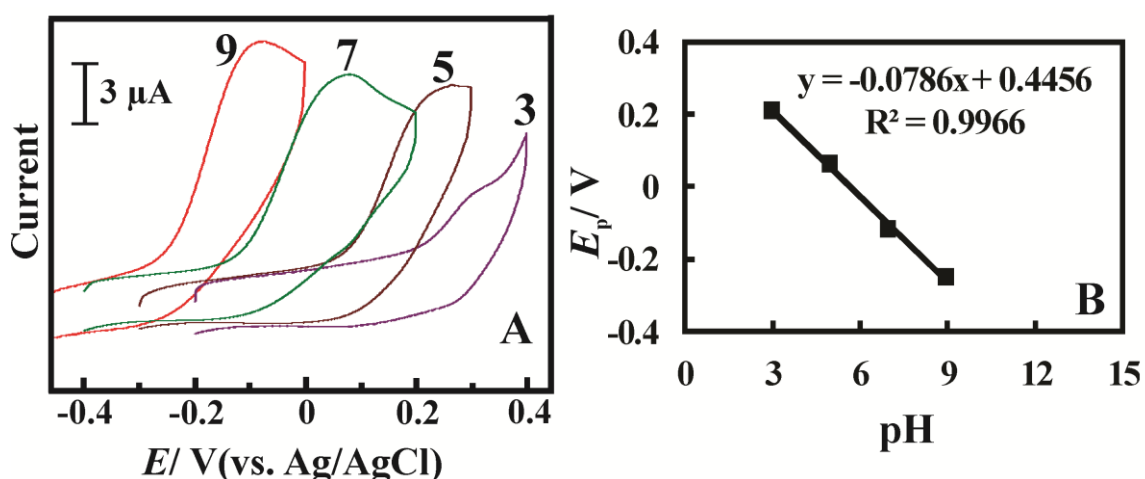 9
7
5
3
3 μA
Current
A
-0.4
-0.2
0
0.2
0.4
E/ V(vs. Ag/AgCl)
0.4
0.2
0
-0.2
-0.4
Ep/ V
y = -0.0786x + 0.4456
R² = 0.9966
B
0
3
6
9
12
15
pH